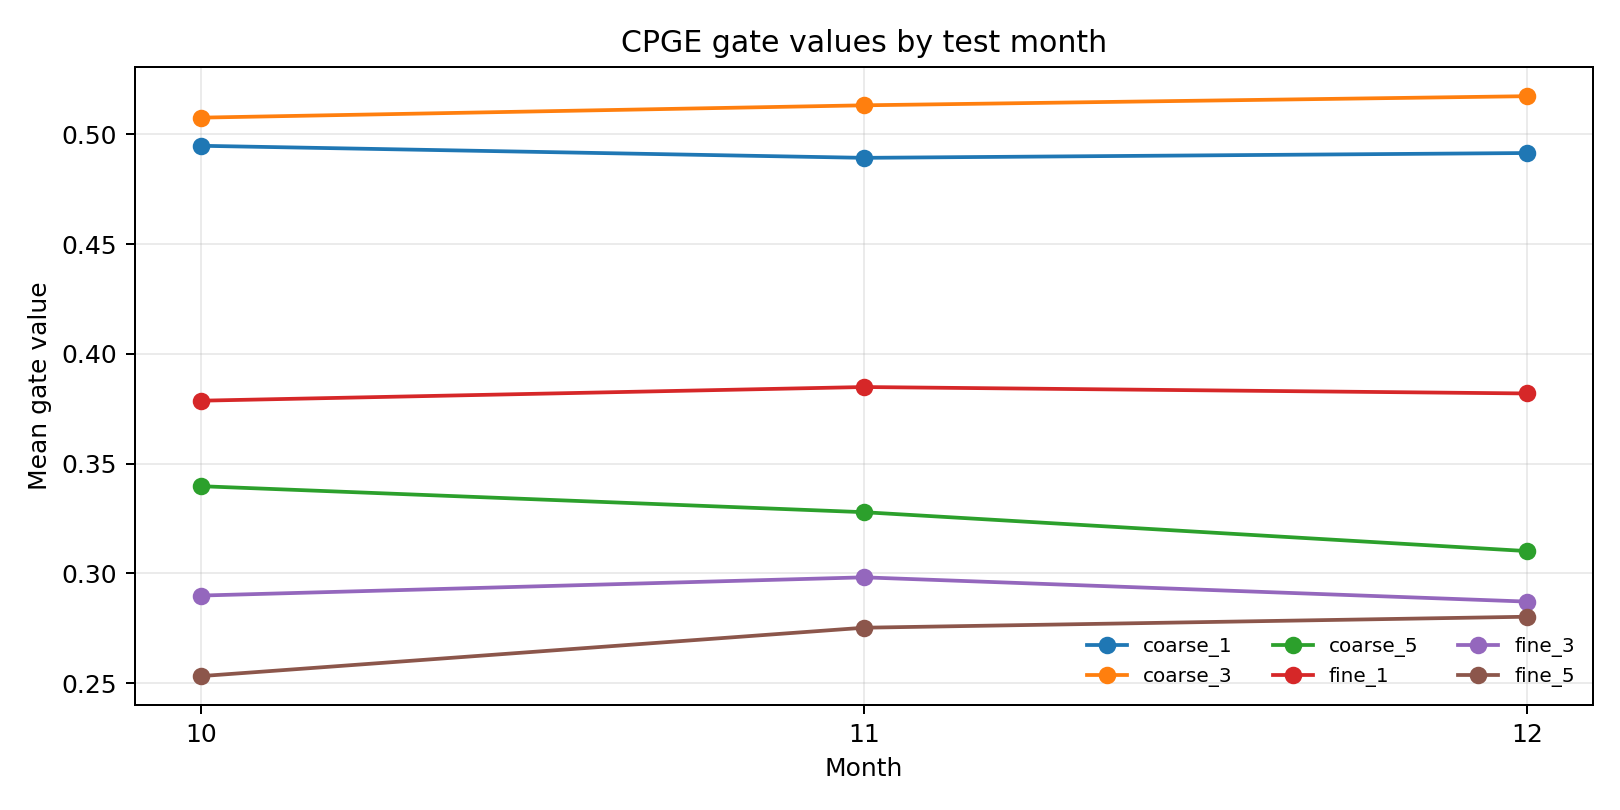 CPGE gate values by test month
Mean gate value
0.50
0.45
0.40
0.35
0.30
0.25
10 11 12
Month
coarse_1 coarse_5 fine_3
coarse_3 fine_1 fine_5